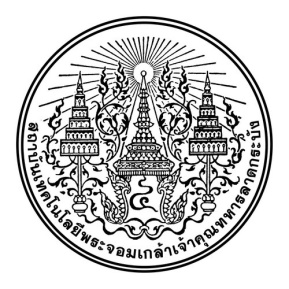 สถาบันเทคโนโลยีพระจอมเกล้าเจ้าคุณทหารลาดกระบัง
๔